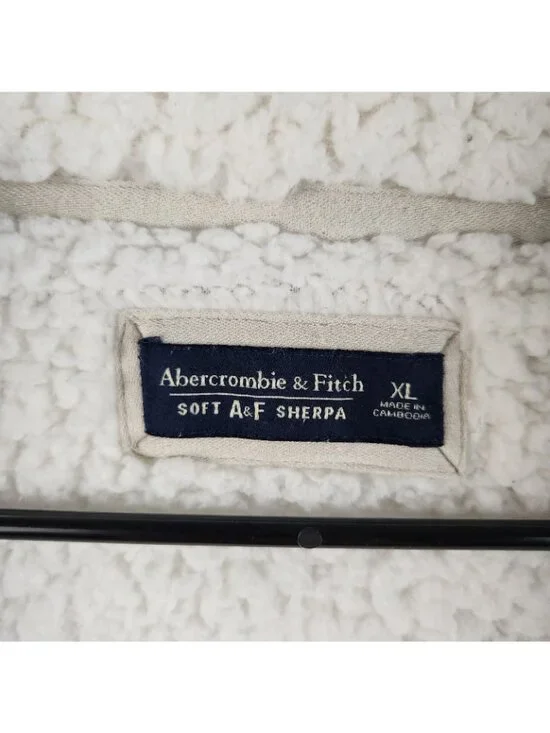 Abercrombie & Fitch
SOFT A&F SHERPA
XL
MADE IN
CAMBODIA